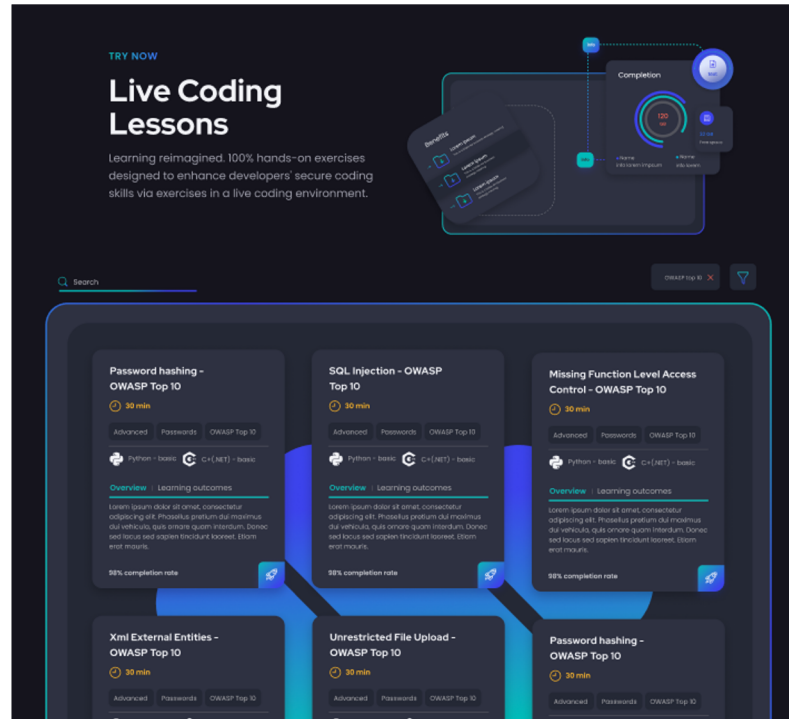 TRY NOW
Live Coding
Lessons
Learning reimagined. 100% hands-on exercises
designed to enhance developers' secure coding
skills via exercises in a live coding environment.
Completion
120
Benefits
Lorem ipsum
Lorem ipsum
Lorem ipsum
Name
Name
Search
OWASP top 10
Password hashing -
OWASP Top 10
30 min
Advanced Passwords OWASP Top 10
Python - basic C+(.NET) - basic
Overview | Learning outcomes
Lorem ipsum dolor sit amet, consectetur
adipiscing elit. Phasellus pretium dui maximus
dui vehicula, quis ornare quam interdum. Donec
sed lacus sed sapien tincidunt laoreet. Etiam
erat mauris.
98% completion rate
SQL Injection - OWASP
Top 10
30 min
Advanced Passwords OWASP Top 10
Python - basic C+(.NET) - basic
Overview | Learning outcomes
Lorem ipsum dolor sit amet, consectetur
adipiscing elit. Phasellus pretium dui maximus
dui vehicula, quis ornare quam interdum. Donec
sed lacus sed sapien tincidunt laoreet. Etiam
erat mauris.
98% completion rate
Missing Function Level Access
Control - OWASP Top 10
30 min
Advanced Passwords OWASP Top 10
Python - basic C+(.NET) - basic
Overview | Learning outcomes
Lorem ipsum dolor sit amet, consectetur
adipiscing elit. Phasellus pretium dui maximus
dui vehicula, quis ornare quam interdum. Donec
sed lacus sed sapien tincidunt laoreet. Etiam
erat mauris.
98% completion rate
Xml External Entities -
OWASP Top 10
30 min
Advanced Passwords OWASP Top 10
Unrestricted File Upload -
OWASP Top 10
30 min
Advanced Passwords OWASP Top 10
Password hashing -
OWASP Top 10
30 min
Advanced Passwords OWASP Top 10